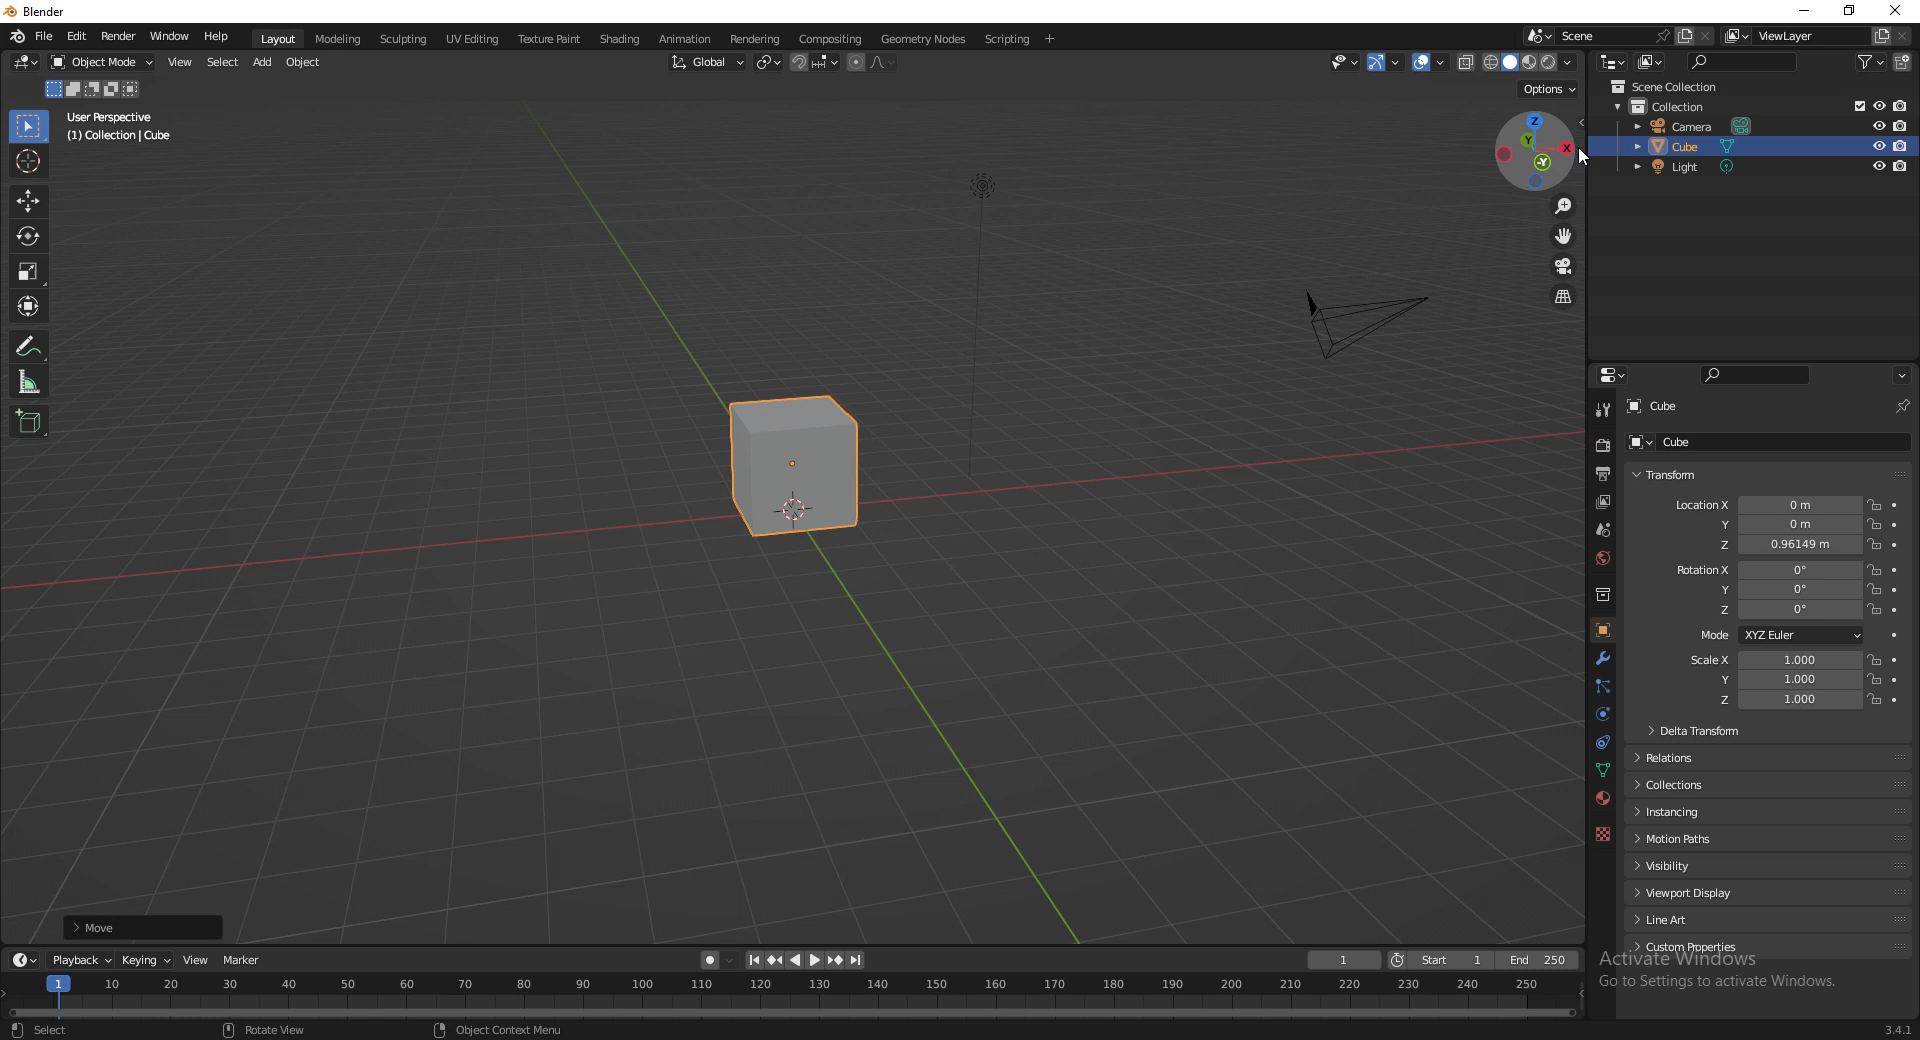 Blender
File Edit Render Window Help Layout Modeling Sculpting UV Editing Texture Paint Shading Animation Rendering Compositing Geometry Nodes Scripting + Scene ViewLayer
Object Mode View Select Add Object Global
Options
User Perspective
(1) Collection | Cube
Z
Y
X
-Y
Scene Collection
Collection
Camera
Cube
Light
Cube
Cube
Transform
Location X 0 m
Y 0 m
Z 0.96149 m
Rotation X 0°
Y 0°
Z 0°
Mode XYZ Euler
Scale X 1.000
Y 1.000
Z 1.000
Delta Transform
Relations
Collections
Instancing
Motion Paths
Visibility
Viewport Display
Line Art
Custom Properties
Activate Windows
Go to Settings to activate Windows.
Move
Playback Keying View Marker 1 Start 1 End 250
1 10 20 30 40 50 60 70 80 90 100 110 120 130 140 150 160 170 180 190 200 210 220 230 240 250
Select Rotate View Object Context Menu 3.4.1